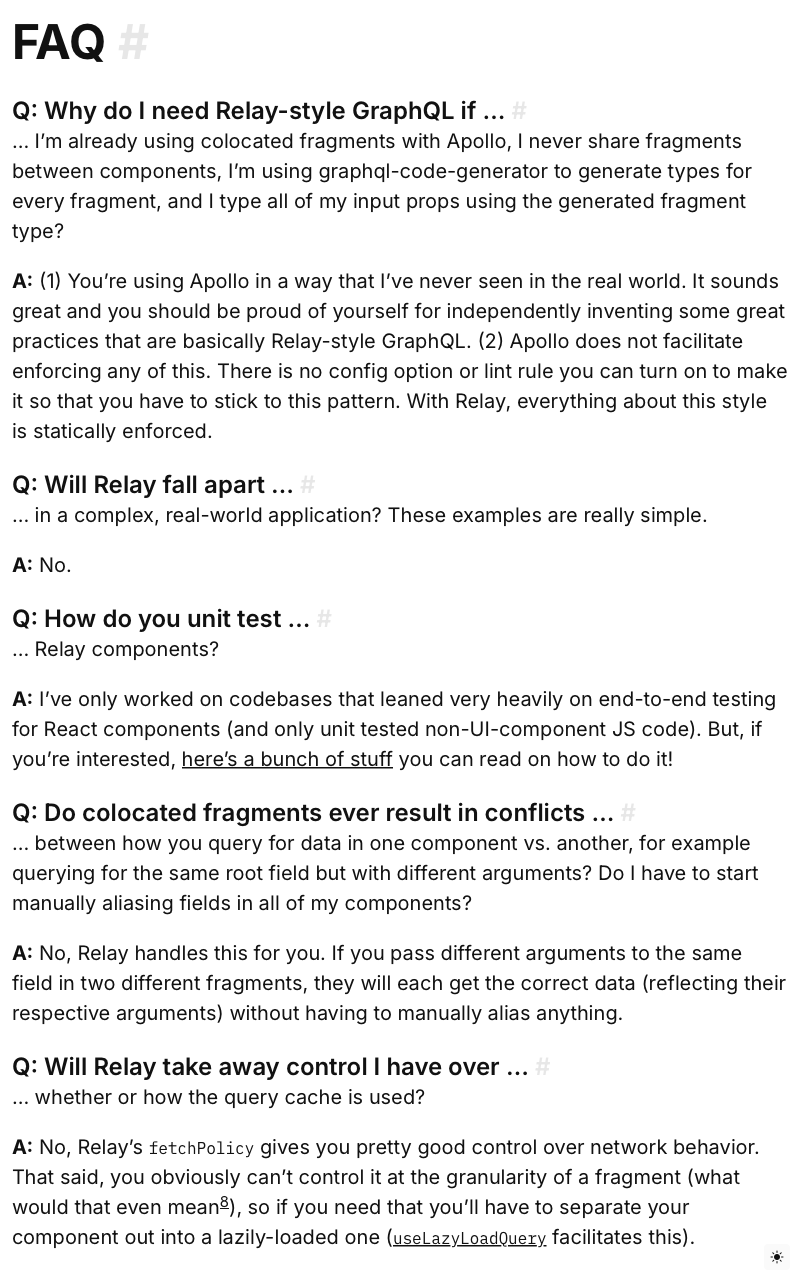 FAQ #
Q: Why do I need Relay-style GraphQL if … #
… I’m already using colocated fragments with Apollo, I never share fragments
between components, I’m using graphql-code-generator to generate types for
every fragment, and I type all of my input props using the generated fragment
type?
A: (1) You’re using Apollo in a way that I’ve never seen in the real world. It sounds
great and you should be proud of yourself for independently inventing some great
practices that are basically Relay-style GraphQL. (2) Apollo does not facilitate
enforcing any of this. There is no config option or lint rule you can turn on to make
it so that you have to stick to this pattern. With Relay, everything about this style
is statically enforced.
Q: Will Relay fall apart … #
… in a complex, real-world application? These examples are really simple.
A: No.
Q: How do you unit test … #
… Relay components?
A: I’ve only worked on codebases that leaned very heavily on end-to-end testing
for React components (and only unit tested non-UI-component JS code). But, if
you’re interested, here’s a bunch of stuff you can read on how to do it!
Q: Do colocated fragments ever result in conflicts … #
… between how you query for data in one component vs. another, for example
querying for the same root field but with different arguments? Do I have to start
manually aliasing fields in all of my components?
A: No, Relay handles this for you. If you pass different arguments to the same
field in two different fragments, they will each get the correct data (reflecting their
respective arguments) without having to manually alias anything.
Q: Will Relay take away control I have over … #
… whether or how the query cache is used?
A: No, Relay’s fetchPolicy gives you pretty good control over network behavior.
That said, you obviously can’t control it at the granularity of a fragment (what
would that even mean8), so if you need that you’ll have to separate your
component out into a lazily-loaded one (useLazyLoadQuery facilitates this).